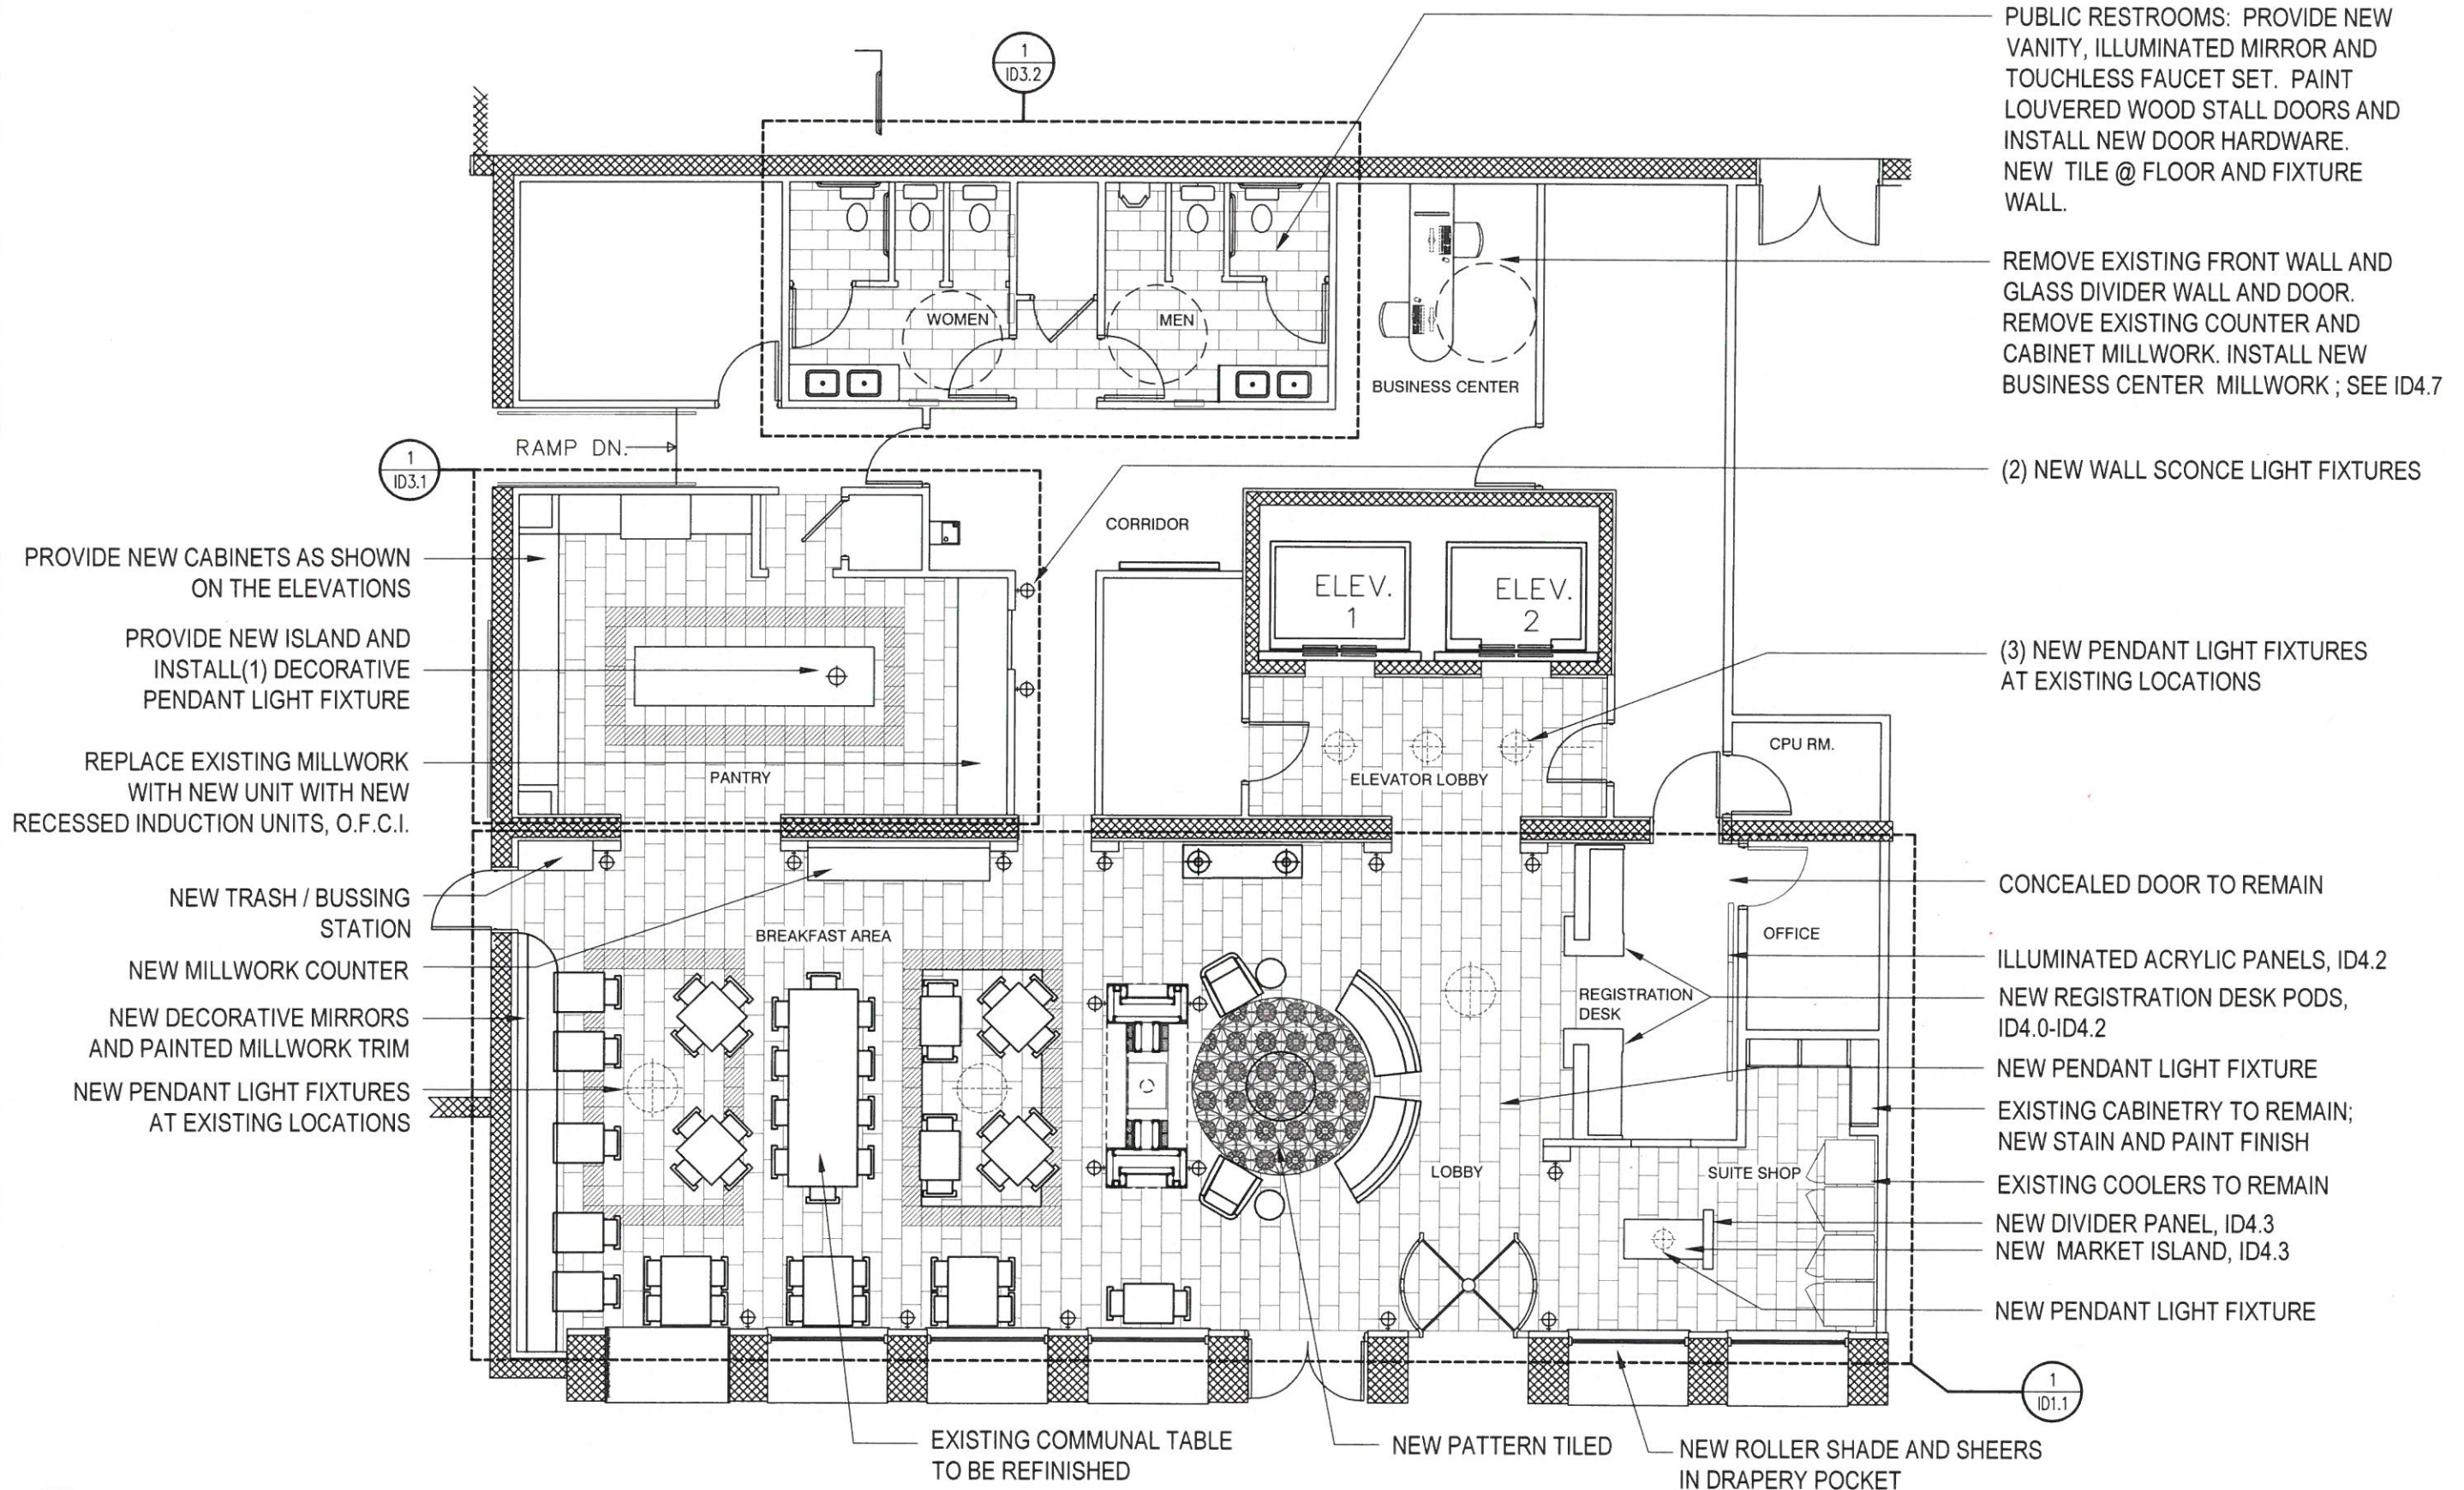 1
ID3.2
PUBLIC RESTROOMS: PROVIDE NEW
VANITY, ILLUMINATED MIRROR AND
TOUCHLESS FAUCET SET. PAINT
LOUVERED WOOD STALL DOORS AND
INSTALL NEW DOOR HARDWARE.
NEW TILE @ FLOOR AND FIXTURE
WALL.
REMOVE EXISTING FRONT WALL AND
GLASS DIVIDER WALL AND DOOR.
REMOVE EXISTING COUNTER AND
CABINET MILLWORK. INSTALL NEW
BUSINESS CENTER MILLWORK ; SEE ID4.7
WOMEN
MEN
BUSINESS CENTER
RAMP DN.
1
ID3.1
(2) NEW WALL SCONCE LIGHT FIXTURES
CORRIDOR
ELEV.
1
ELEV.
2
PROVIDE NEW CABINETS AS SHOWN
ON THE ELEVATIONS
PROVIDE NEW ISLAND AND
INSTALL(1) DECORATIVE
PENDANT LIGHT FIXTURE
(3) NEW PENDANT LIGHT FIXTURES
AT EXISTING LOCATIONS
REPLACE EXISTING MILLWORK
WITH NEW UNIT WITH NEW
RECESSED INDUCTION UNITS, O.F.C.I.
PANTRY
ELEVATOR LOBBY
CPU RM.
NEW TRASH / BUSSING
STATION
NEW MILLWORK COUNTER
NEW DECORATIVE MIRRORS
AND PAINTED MILLWORK TRIM
NEW PENDANT LIGHT FIXTURES
AT EXISTING LOCATIONS
BREAKFAST AREA
REGISTRATION
DESK
OFFICE
LOBBY
SUITE SHOP
CONCEALED DOOR TO REMAIN
ILLUMINATED ACRYLIC PANELS, ID4.2
NEW REGISTRATION DESK PODS,
ID4.0-ID4.2
NEW PENDANT LIGHT FIXTURE
EXISTING CABINETRY TO REMAIN;
NEW STAIN AND PAINT FINISH
EXISTING COOLERS TO REMAIN
NEW DIVIDER PANEL, ID4.3
NEW MARKET ISLAND, ID4.3
NEW PENDANT LIGHT FIXTURE
1
ID1.1
EXISTING COMMUNAL TABLE
TO BE REFINISHED
NEW PATTERN TILED
NEW ROLLER SHADE AND SHEERS
IN DRAPERY POCKET